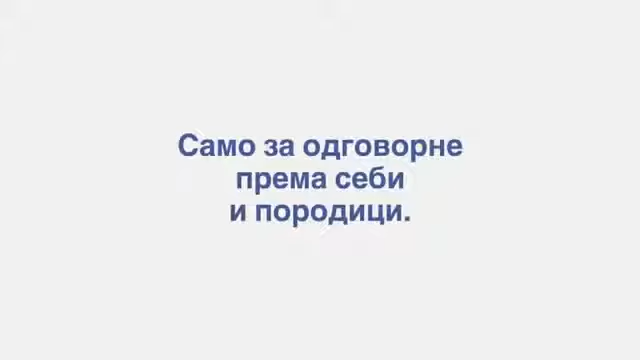 Само за одговорне
према себи
и породици.